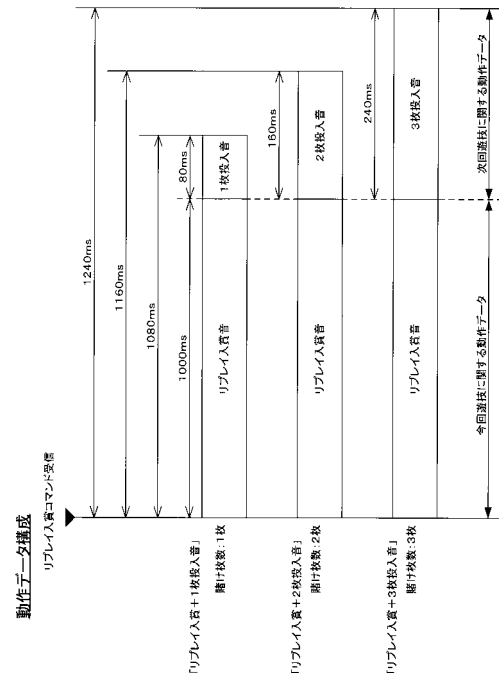 動作データ構成
リプレイ入賞コマンド受信
1240ms
1160ms
1080ms
1000ms
80ms
「リプレイ入賞+1枚投入音」
賭け枚数:1枚
リプレイ入賞音
1枚投入音
160ms
「リプレイ入賞+2枚投入音」
賭け枚数:2枚
リプレイ入賞音
2枚投入音
240ms
「リプレイ入賞+3枚投入音」
賭け枚数:3枚
リプレイ入賞音
3枚投入音
今回遊技に関する動作データ
次回遊技に関する動作データ